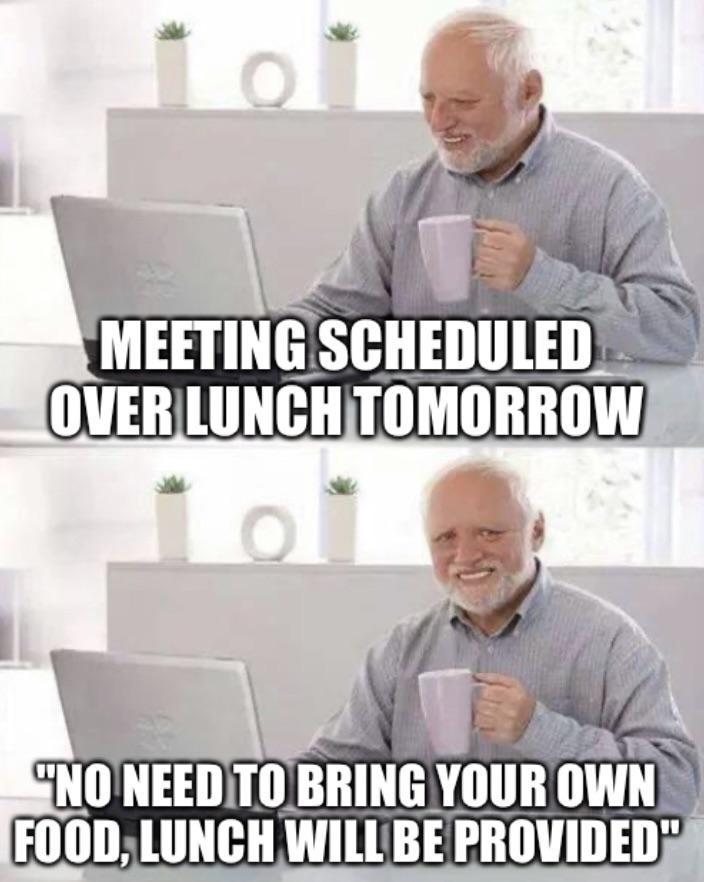 MEETING SCHEDULED
OVER LUNCH TOMORROW
"NO NEED TO BRING YOUR OWN
FOOD, LUNCH WILL BE PROVIDED"